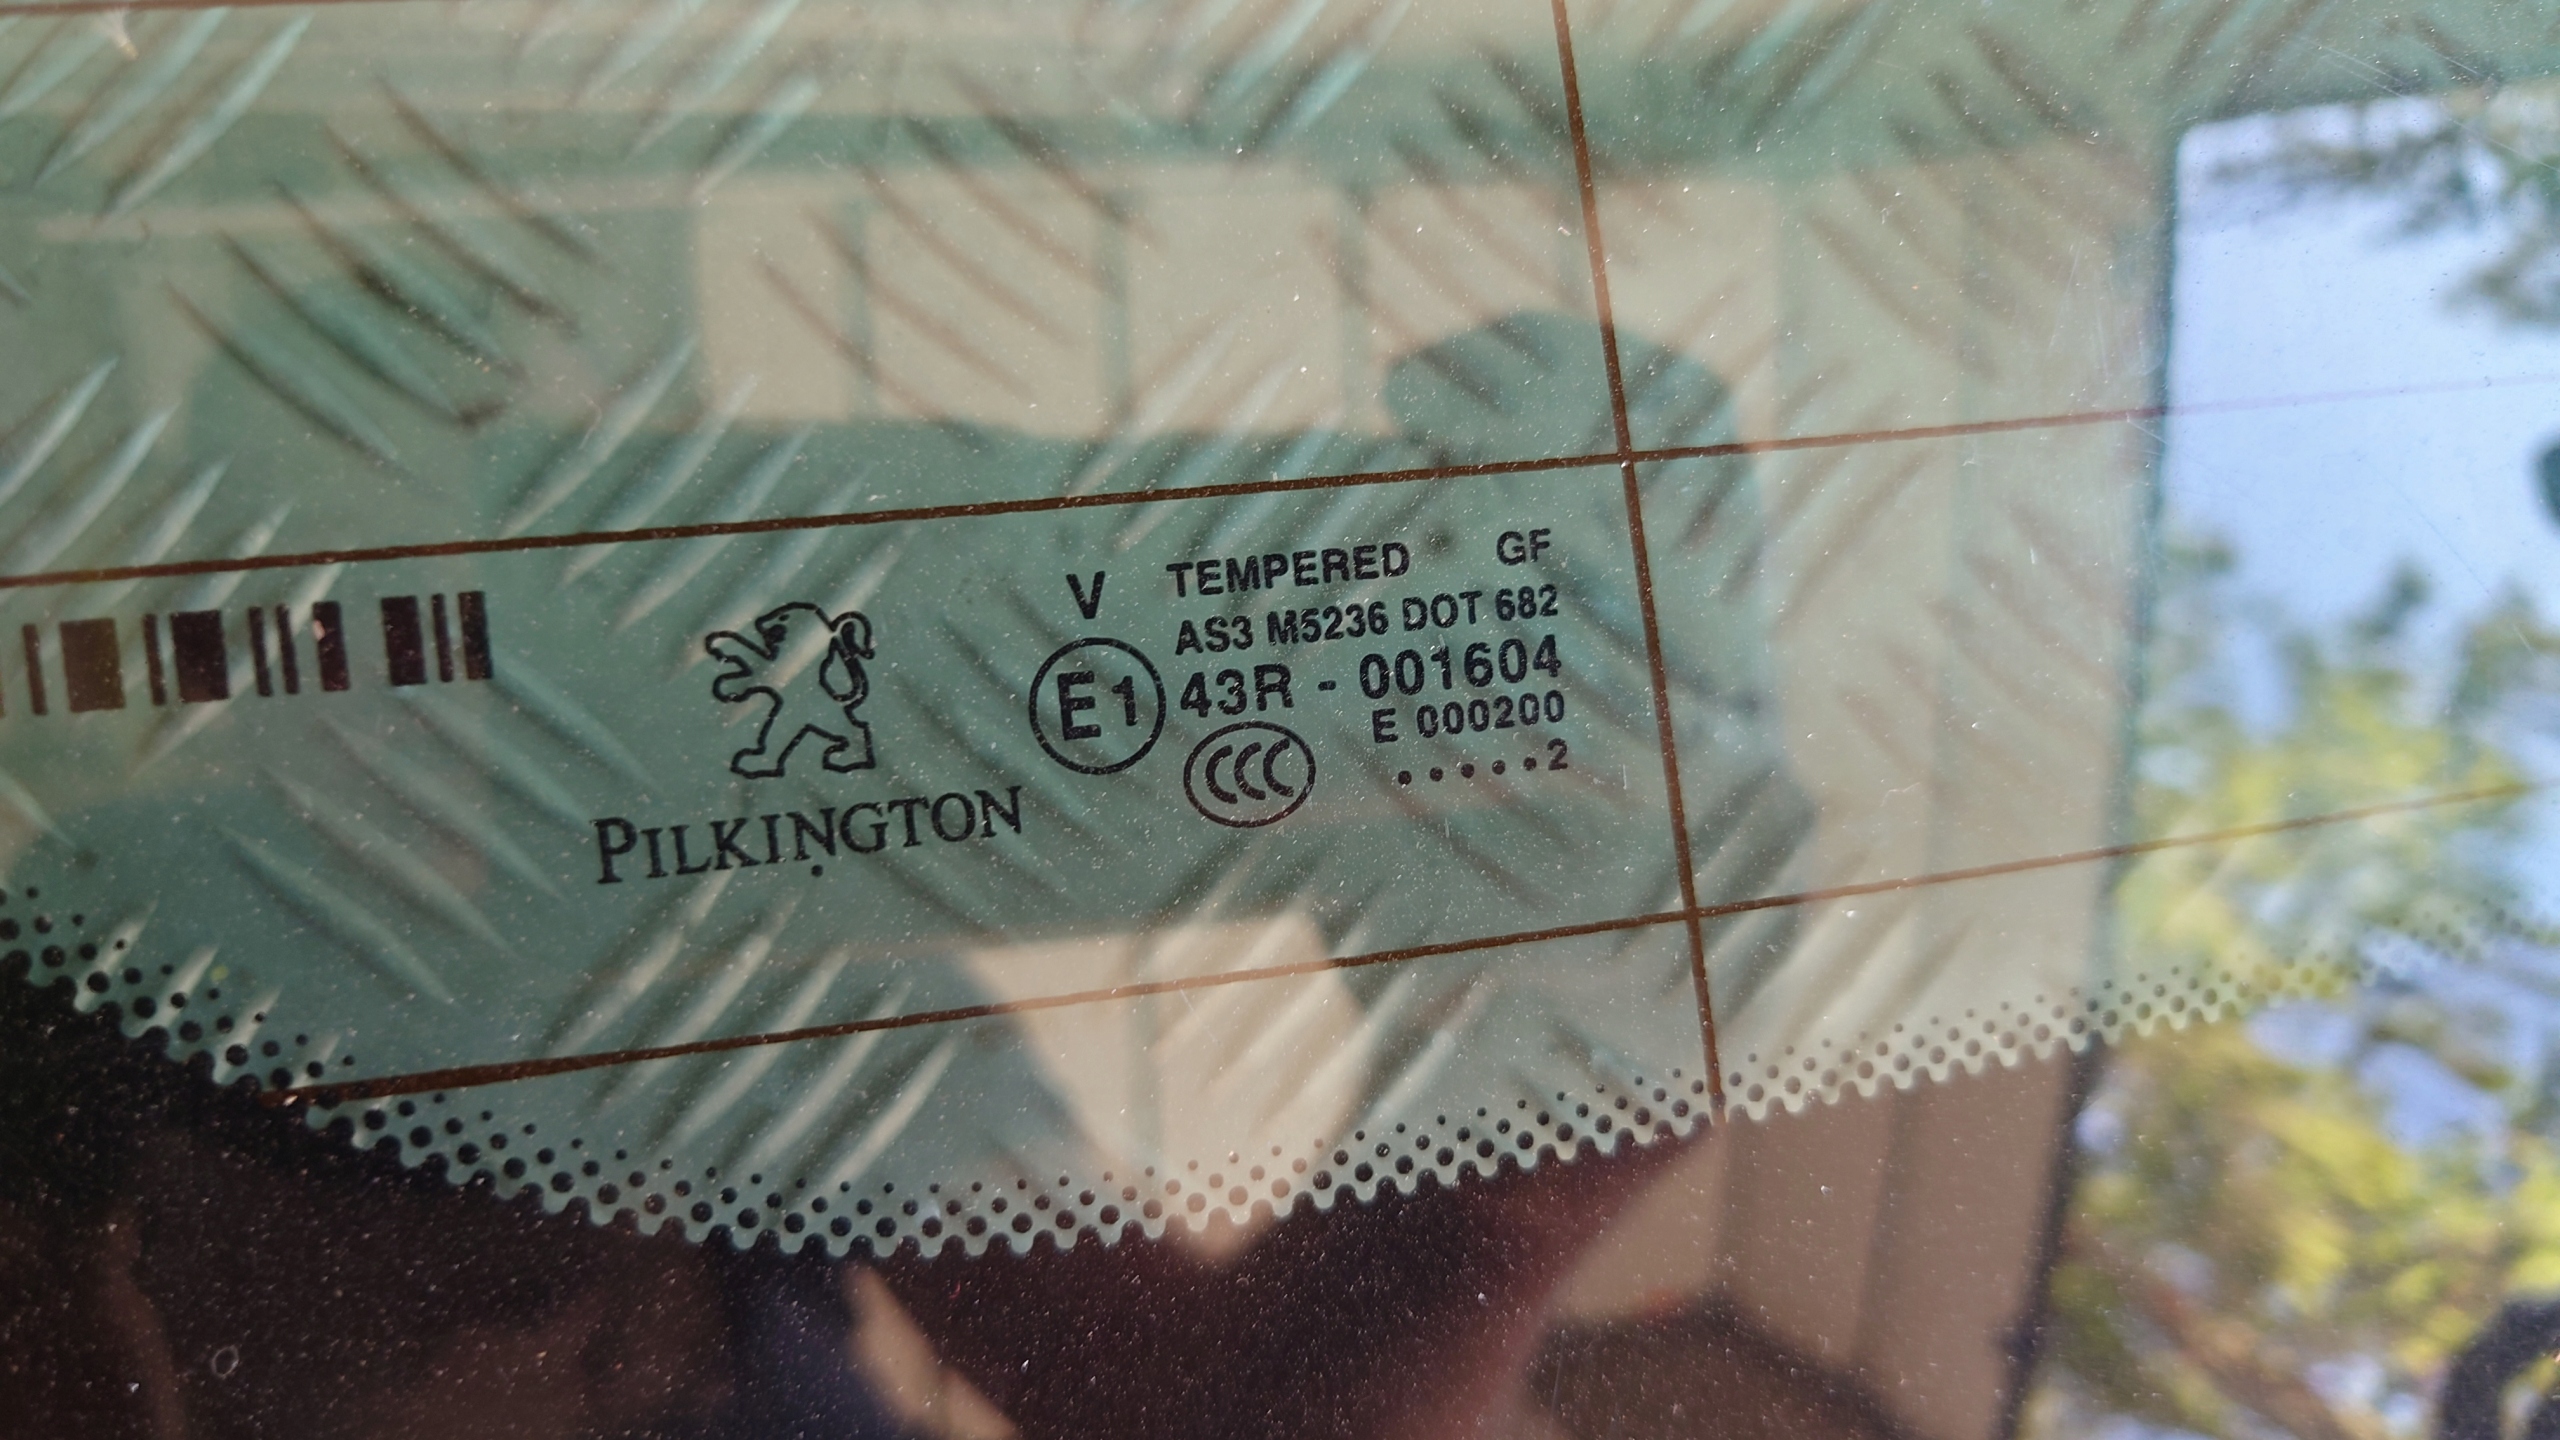 V TEMPERED GF
AS3 M5236 DOT 682
E1 43R - 001604
E 000200
CCC •••••2
PILKINGTON